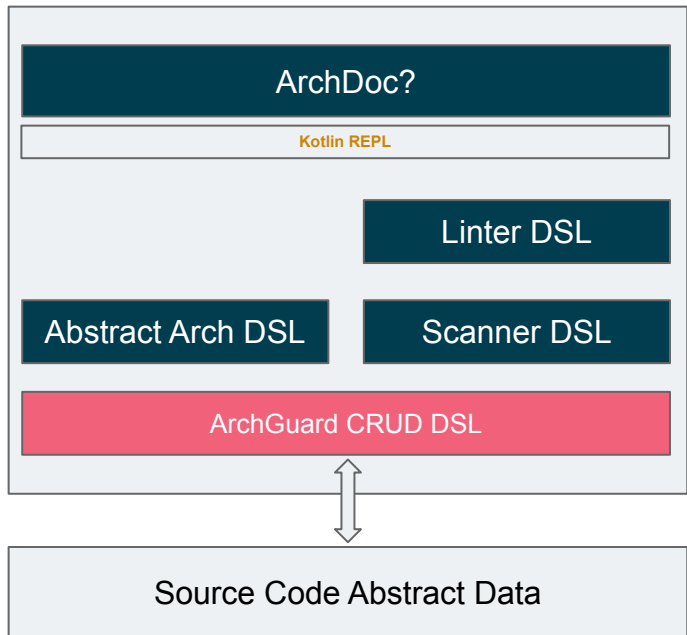 ArchDoc?
Kotlin REPL
Linter DSL
Abstract Arch DSL
Scanner DSL
ArchGuard CRUD DSL
Source Code Abstract Data